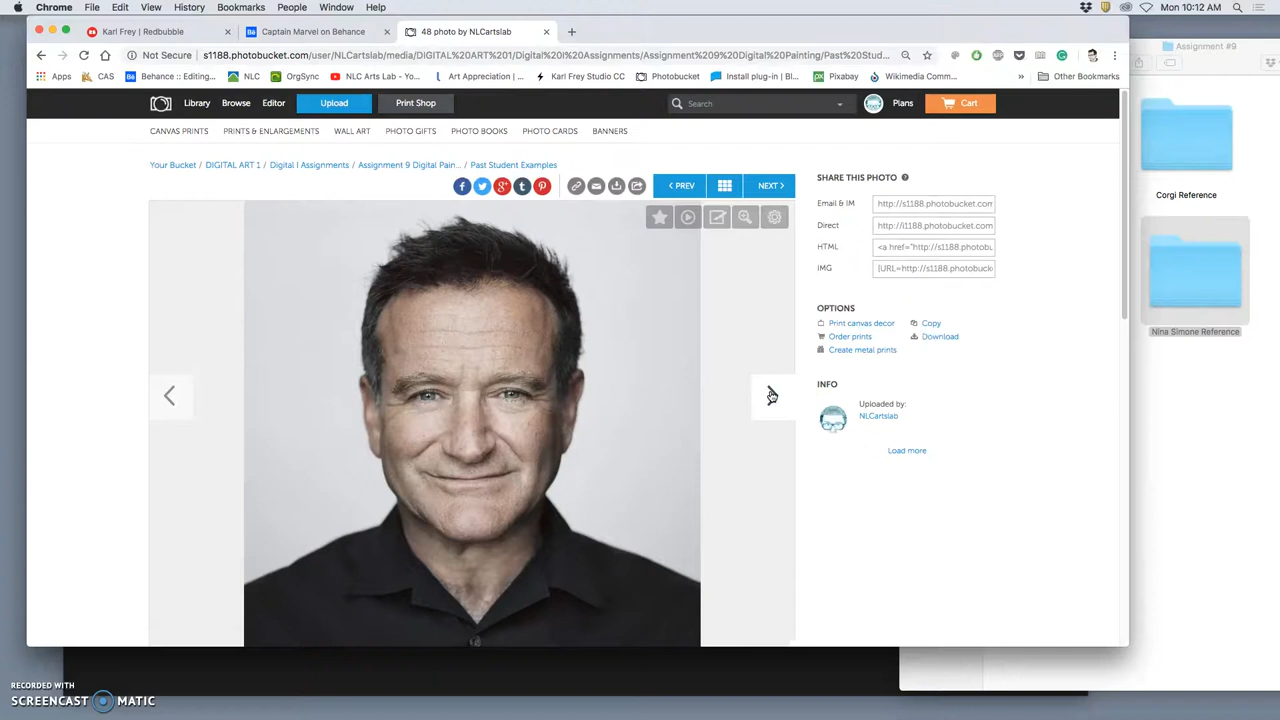 Chrome File Edit View History Bookmarks People Window Help Mon 10:12 AM
Karl Frey | Redbubble Captain Marvel on Behance 48 photo by NLCartslab
Assignment #9
Not Secure s1188.photobucket.com/user/NLCartslab/media/DIGITAL%20ART%201/Digital%20I%20Assignments/Assignment%209%20Digital%20Painting/Past%20Stud...
Apps CAS Behance :: Editing... NLC OrgSync NLC Arts Lab - Yo... Art Appreciation |... Karl Frey Studio CC Photobucket Install plug-in | Bl... Pixabay Wikimedia Comm... » Other Bookmarks
Library Browse Editor Upload Print Shop Search Plans Cart
CANVAS PRINTS PRINTS & ENLARGEMENTS WALL ART PHOTO GIFTS PHOTO BOOKS PHOTO CARDS BANNERS
Your Bucket / DIGITAL ART 1 / Digital I Assignments / Assignment 9 Digital Pain... / Past Student Examples
PREV NEXT
SHARE THIS PHOTO
Email & IM http://s1188.photobucket.com
Direct http://i1188.photobucket.com
HTML <a href="http://s1188.photobu
IMG [URL=http://s1188.photobuck
Corgi Reference
Nina Simone Reference
OPTIONS
Print canvas decor Copy
Order prints Download
Create metal prints
INFO
Uploaded by:
NLCartslab
Load more
RECORDED WITH
SCREENCAST MATIC